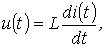 u(t) = L di(t)/dt,